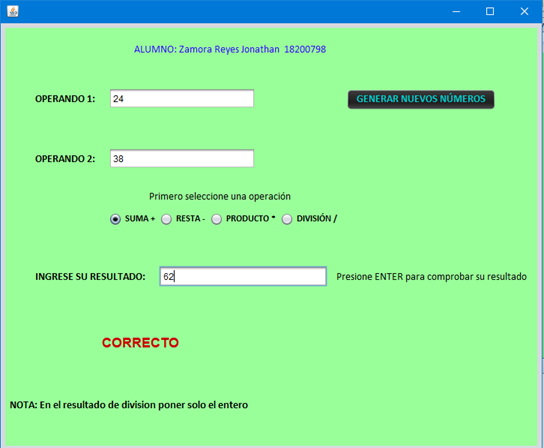 ALUMNO: Zamora Reyes Jonathan 18200798
OPERANDO 1: 24 GENERAR NUEVOS NÚMEROS
OPERANDO 2: 38
Primero seleccione una operación
SUMA + RESTA - PRODUCTO * DIVISIÓN /
INGRESE SU RESULTADO: 62 Presione ENTER para comprobar su resultado
CORRECTO
NOTA: En el resultado de division poner solo el entero